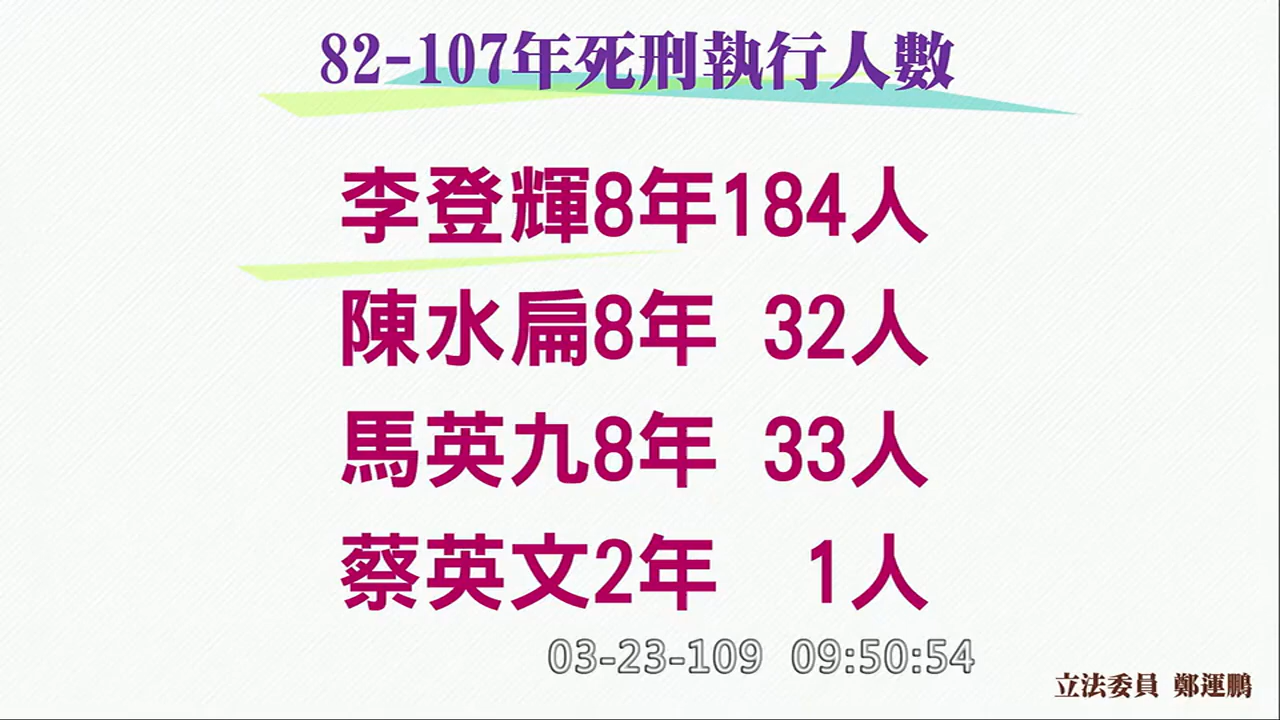 82-107年死刑執行人數
李登輝8年184人
陳水扁8年 32人
馬英九8年 33人
蔡英文2年 1人
03-23-109 09:50:54
立法委員 鄭運鵬